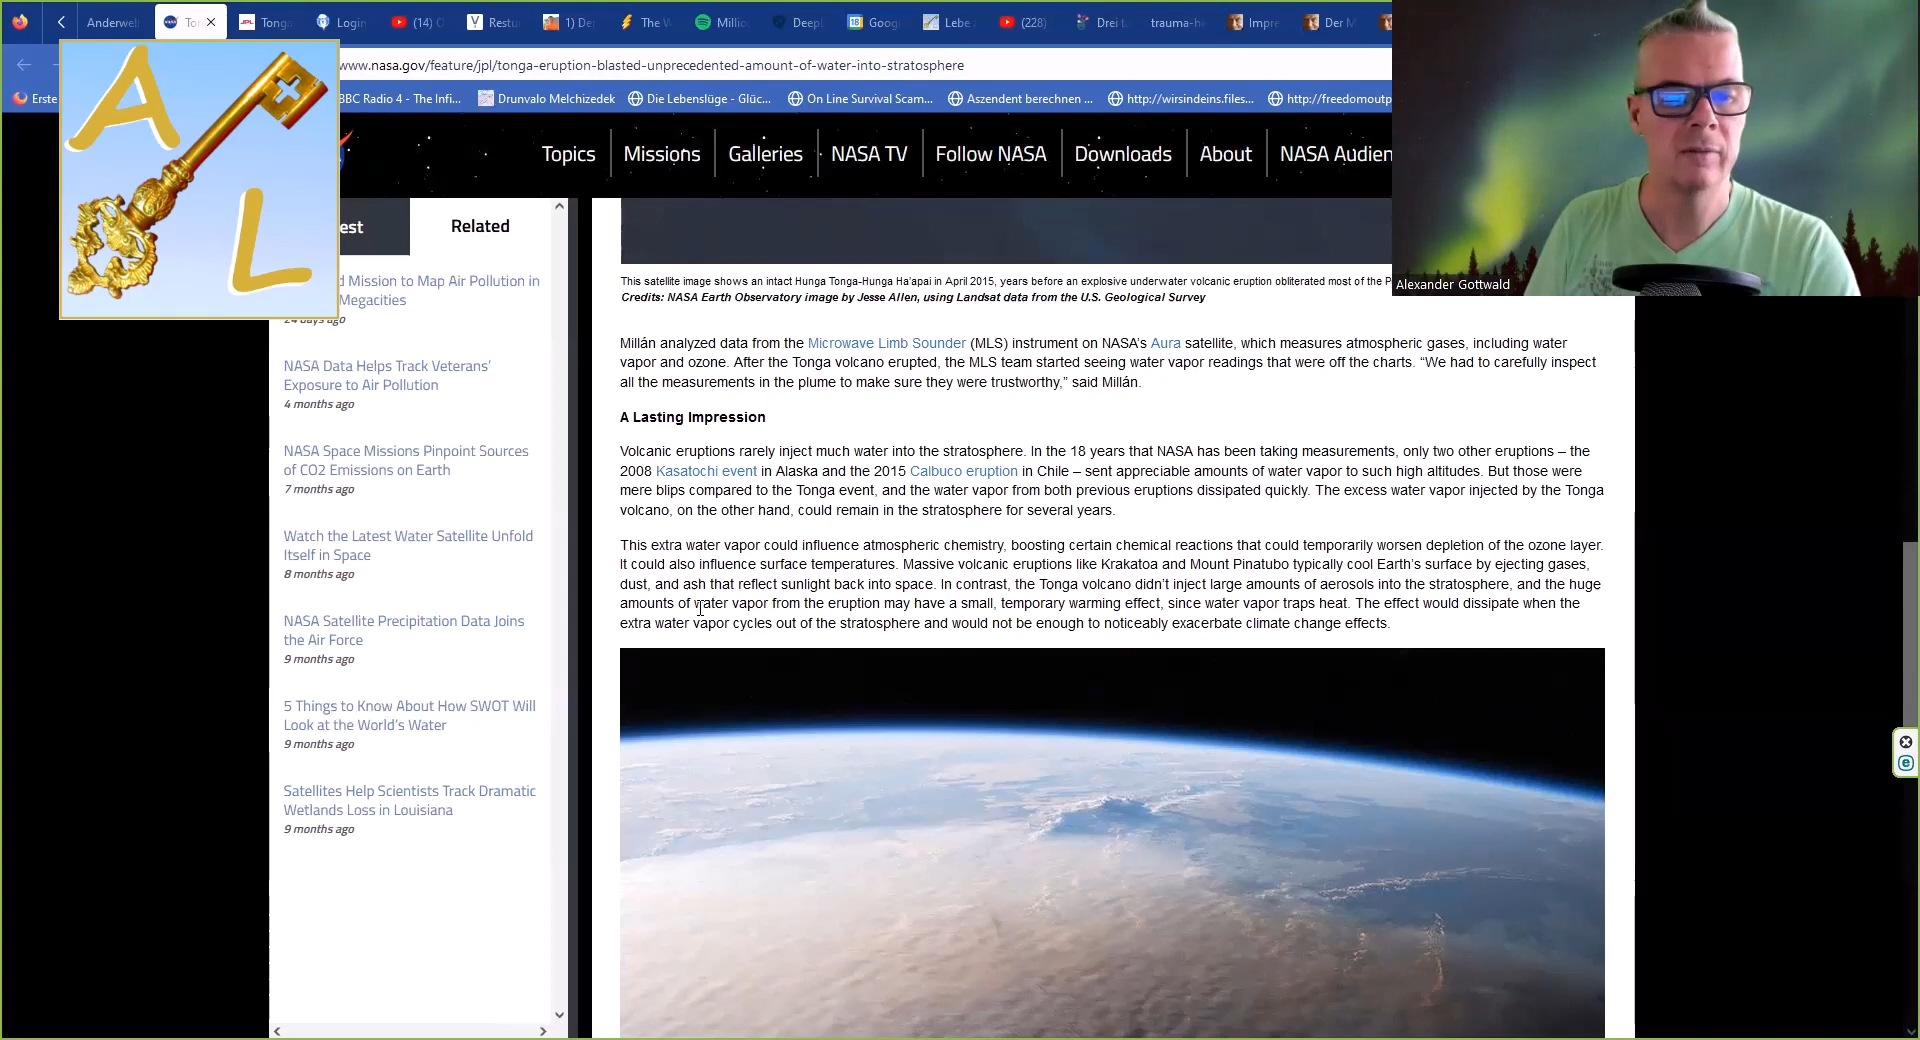 Anderwelt
Login
(14)
1) De
The
Goog
Lebe
(228)
Drei
trauma-h
Impre
Der M
www.nasa.gov/feature/jpl/tonga-eruption-blasted-unprecedented-amount-of-water-into-stratosphere
Erste
BBC Radio 4 - The Infi...
Drunvalo Melchizedek
Die Lebenslüge - Glüc...
On Line Survival Scam...
Aszendent berechnen ...
http://wirsindeins.files...
http://freedomoutp
A
L
Topics
Missions
Galleries
NASA TV
Follow NASA
Downloads
About
NASA Audien
Alexander Gottwald
est
Related
d Mission to Map Air Pollution in
Megacities
24 days ago
NASA Data Helps Track Veterans’
Exposure to Air Pollution
4 months ago
NASA Space Missions Pinpoint Sources
of CO2 Emissions on Earth
7 months ago
Watch the Latest Water Satellite Unfold
Itself in Space
8 months ago
NASA Satellite Precipitation Data Joins
the Air Force
9 months ago
5 Things to Know About How SWOT Will
Look at the World’s Water
9 months ago
Satellites Help Scientists Track Dramatic
Wetlands Loss in Louisiana
9 months ago
This satellite image shows an intact Hunga Tonga-Hunga Ha’apai in April 2015, years before an explosive underwater volcanic eruption obliterated most of the P
Credits: NASA Earth Observatory image by Jesse Allen, using Landsat data from the U.S. Geological Survey
Millán analyzed data from the Microwave Limb Sounder (MLS) instrument on NASA’s Aura satellite, which measures atmospheric gases, including water
vapor and ozone. After the Tonga volcano erupted, the MLS team started seeing water vapor readings that were off the charts. “We had to carefully inspect
all the measurements in the plume to make sure they were trustworthy,” said Millán.
A Lasting Impression
Volcanic eruptions rarely inject much water into the stratosphere. In the 18 years that NASA has been taking measurements, only two other eruptions – the
2008 Kasatochi event in Alaska and the 2015 Calbuco eruption in Chile – sent appreciable amounts of water vapor to such high altitudes. But those were
mere blips compared to the Tonga event, and the water vapor from both previous eruptions dissipated quickly. The excess water vapor injected by the Tonga
volcano, on the other hand, could remain in the stratosphere for several years.
This extra water vapor could influence atmospheric chemistry, boosting certain chemical reactions that could temporarily worsen depletion of the ozone layer.
It could also influence surface temperatures. Massive volcanic eruptions like Krakatoa and Mount Pinatubo typically cool Earth’s surface by ejecting gases,
dust, and ash that reflect sunlight back into space. In contrast, the Tonga volcano didn’t inject large amounts of aerosols into the stratosphere, and the huge
amounts of water vapor from the eruption may have a small, temporary warming effect, since water vapor traps heat. The effect would dissipate when the
extra water vapor cycles out of the stratosphere and would not be enough to noticeably exacerbate climate change effects.